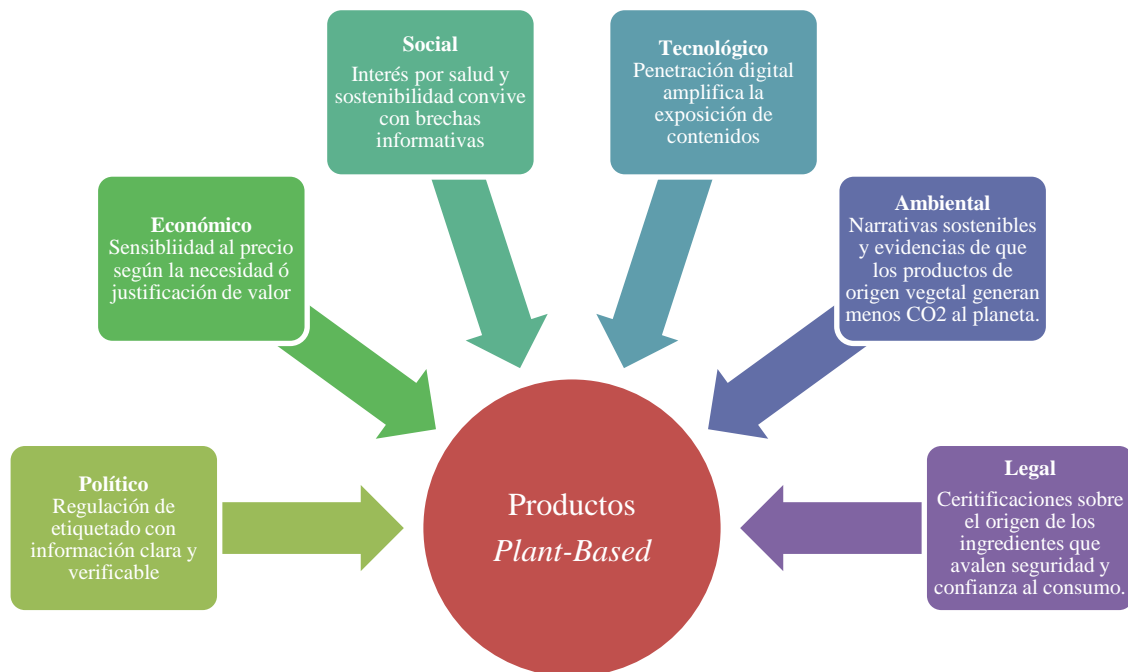 Social
Interés por salud y
sostenibilidad convive
con brechas
informativas
Tecnológico
Penetración digital
amplifica la
exposición de
contenidos
Económico
Sensibliidad al precio
según la necesidad ó
justificación de valor
Ambiental
Narrativas sostenibles
y evidencias de que
los productos de
origen vegetal generan
menos CO2 al planeta.
Político
Regulación de
etiquetado con
información clara y
verificable
Productos
Plant-Based
Legal
Ceritificaciones sobre
el origen de los
ingredientes que
avalen seguridad y
confianza al consumo.